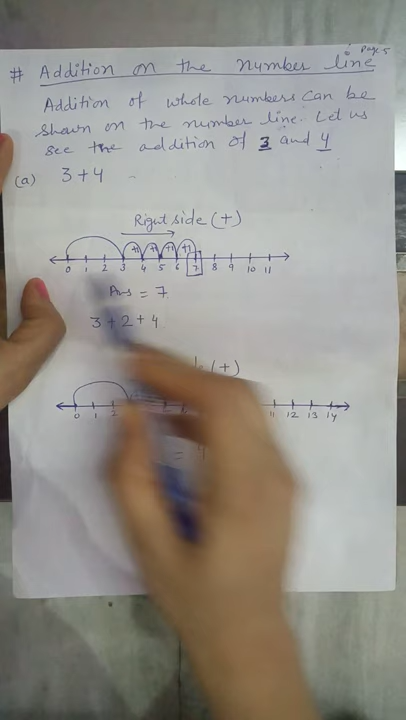 Page 5
# Addition on the number line
Addition of whole numbers can be
shown on the number line. Let us
see the addition of 3 and 4
(a) 3+4
Right side (+)
+1 +1 +1 +1
0 1 2 3 4 5 6 7 8 9 10 11
Ans = 7
3+2+4
(+)
0 1 2 11 12 13 14
=